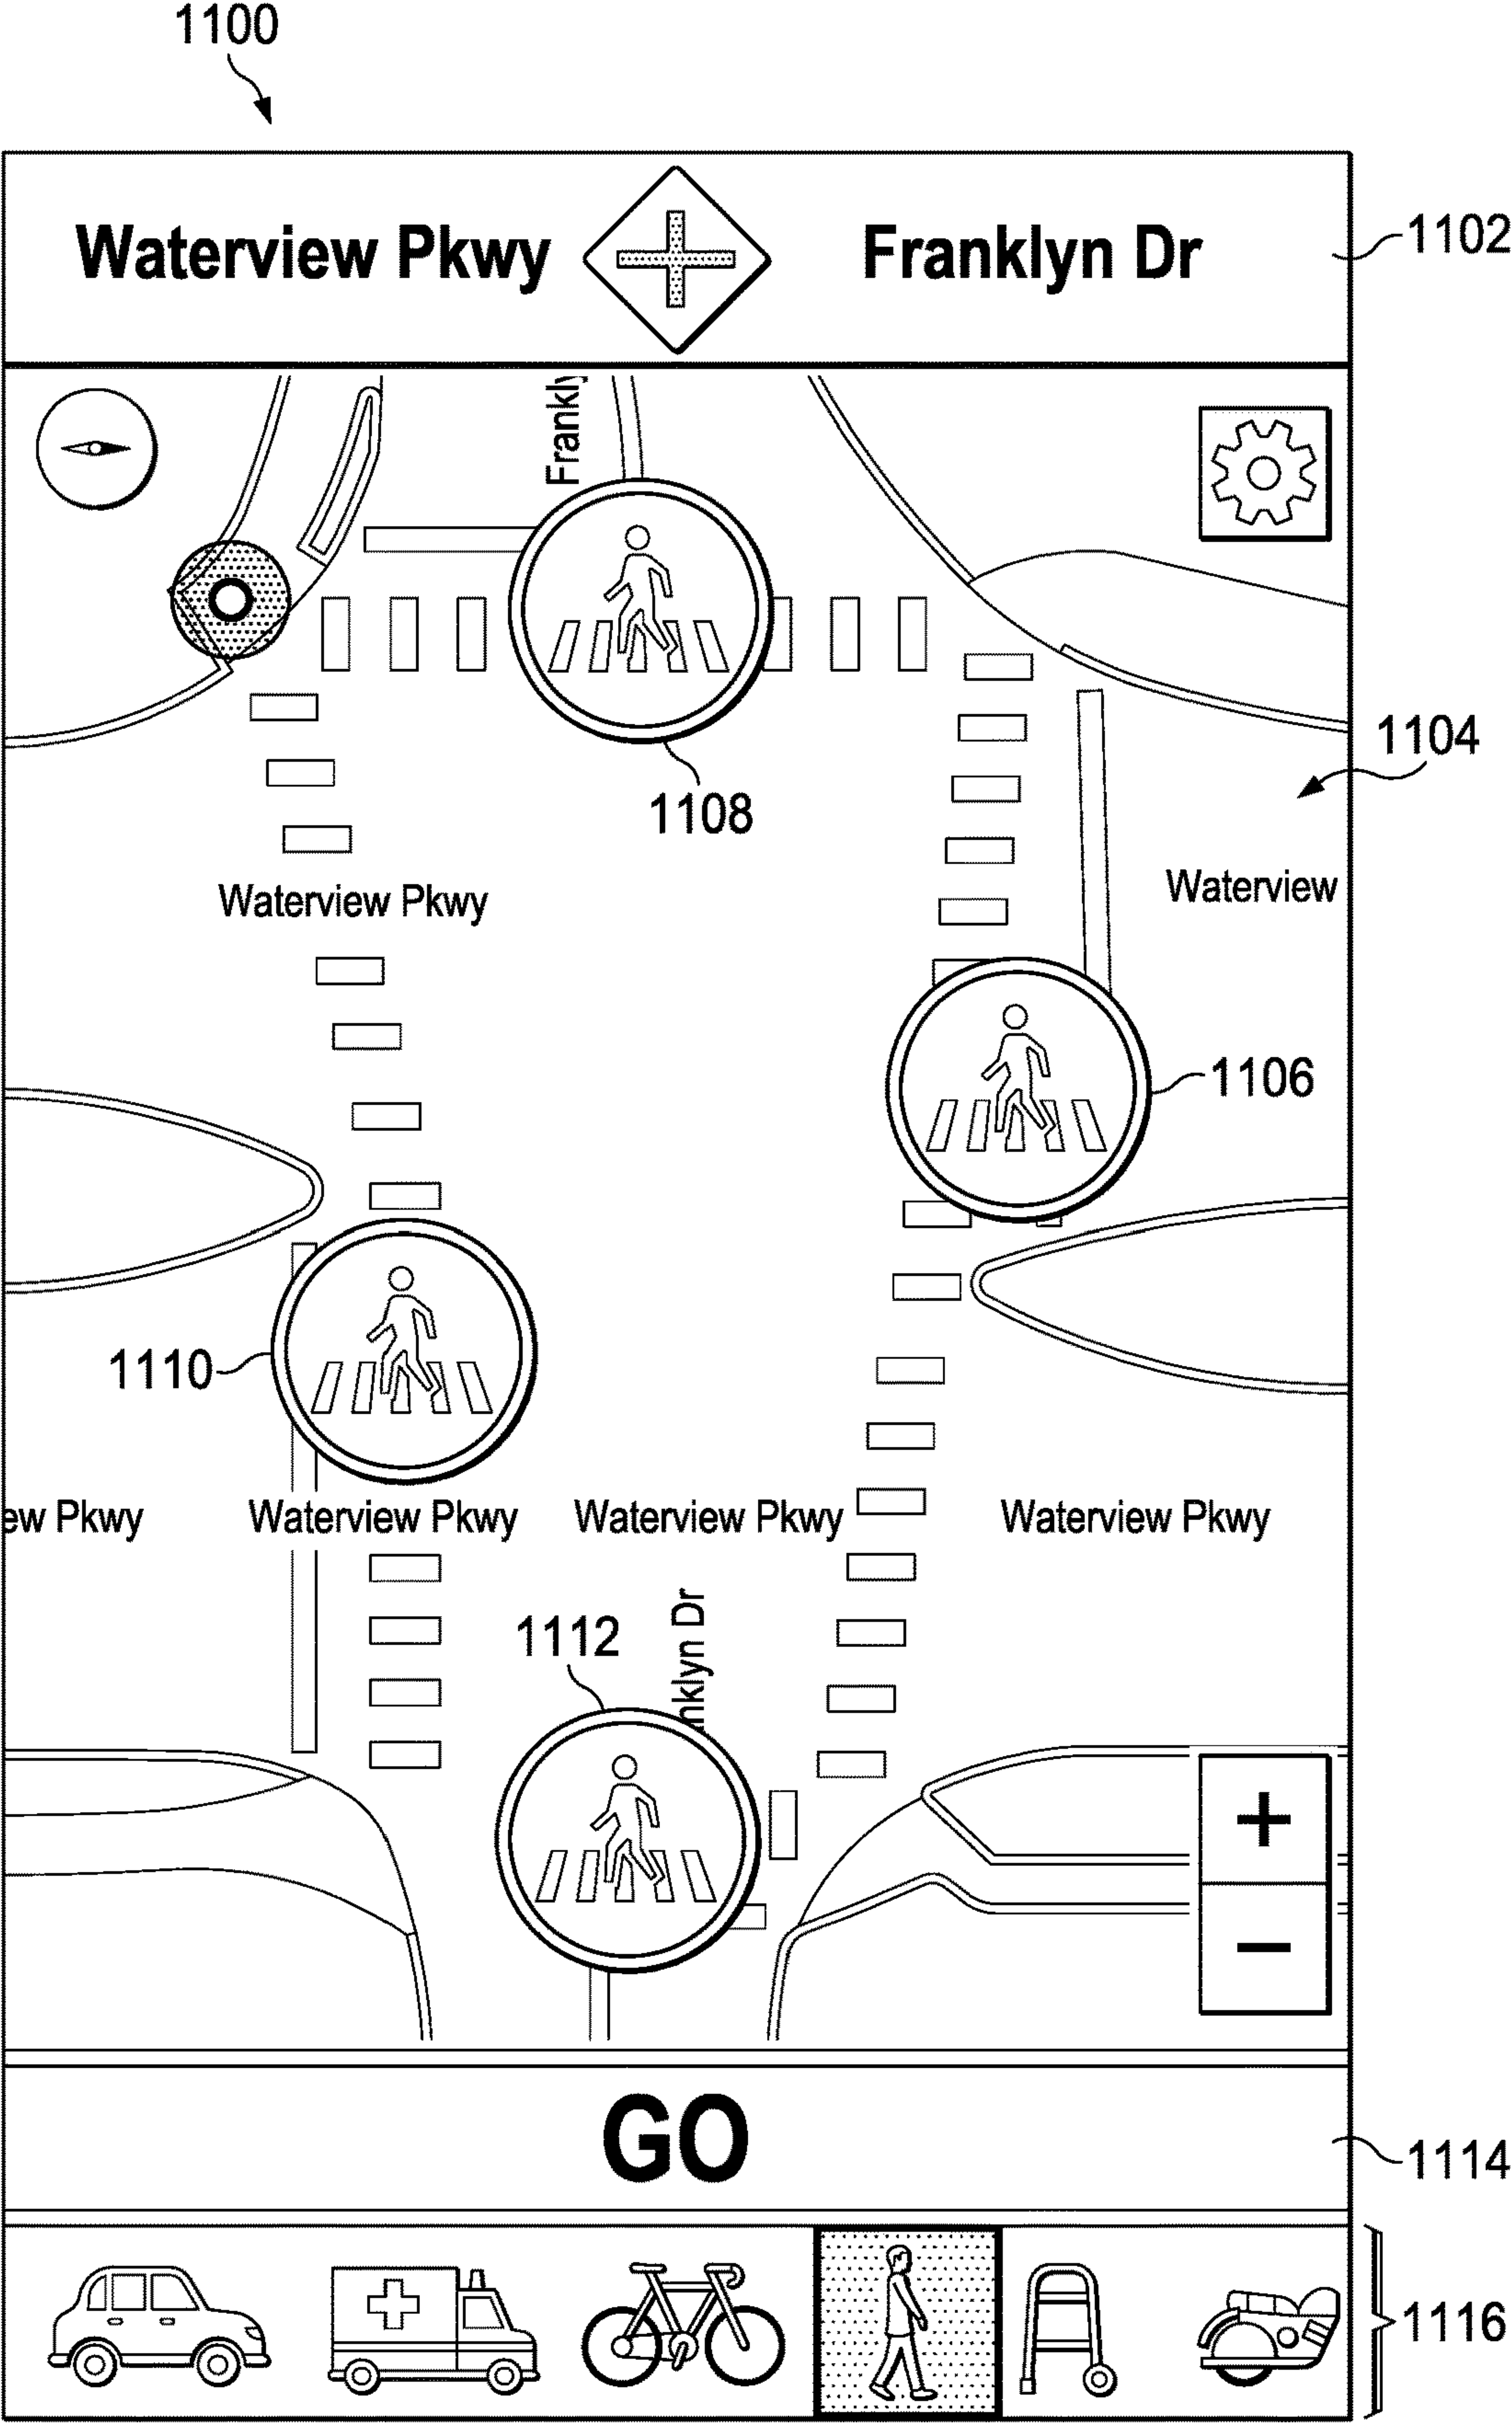 1100
Waterview Pkwy Franklyn Dr
1102
Frankly
1104
1108
Waterview Pkwy
Waterview
1106
1110
ew Pkwy Waterview Pkwy Waterview Pkwy Waterview Pkwy
1112
nklyn Dr
+
−
GO
1114
1116